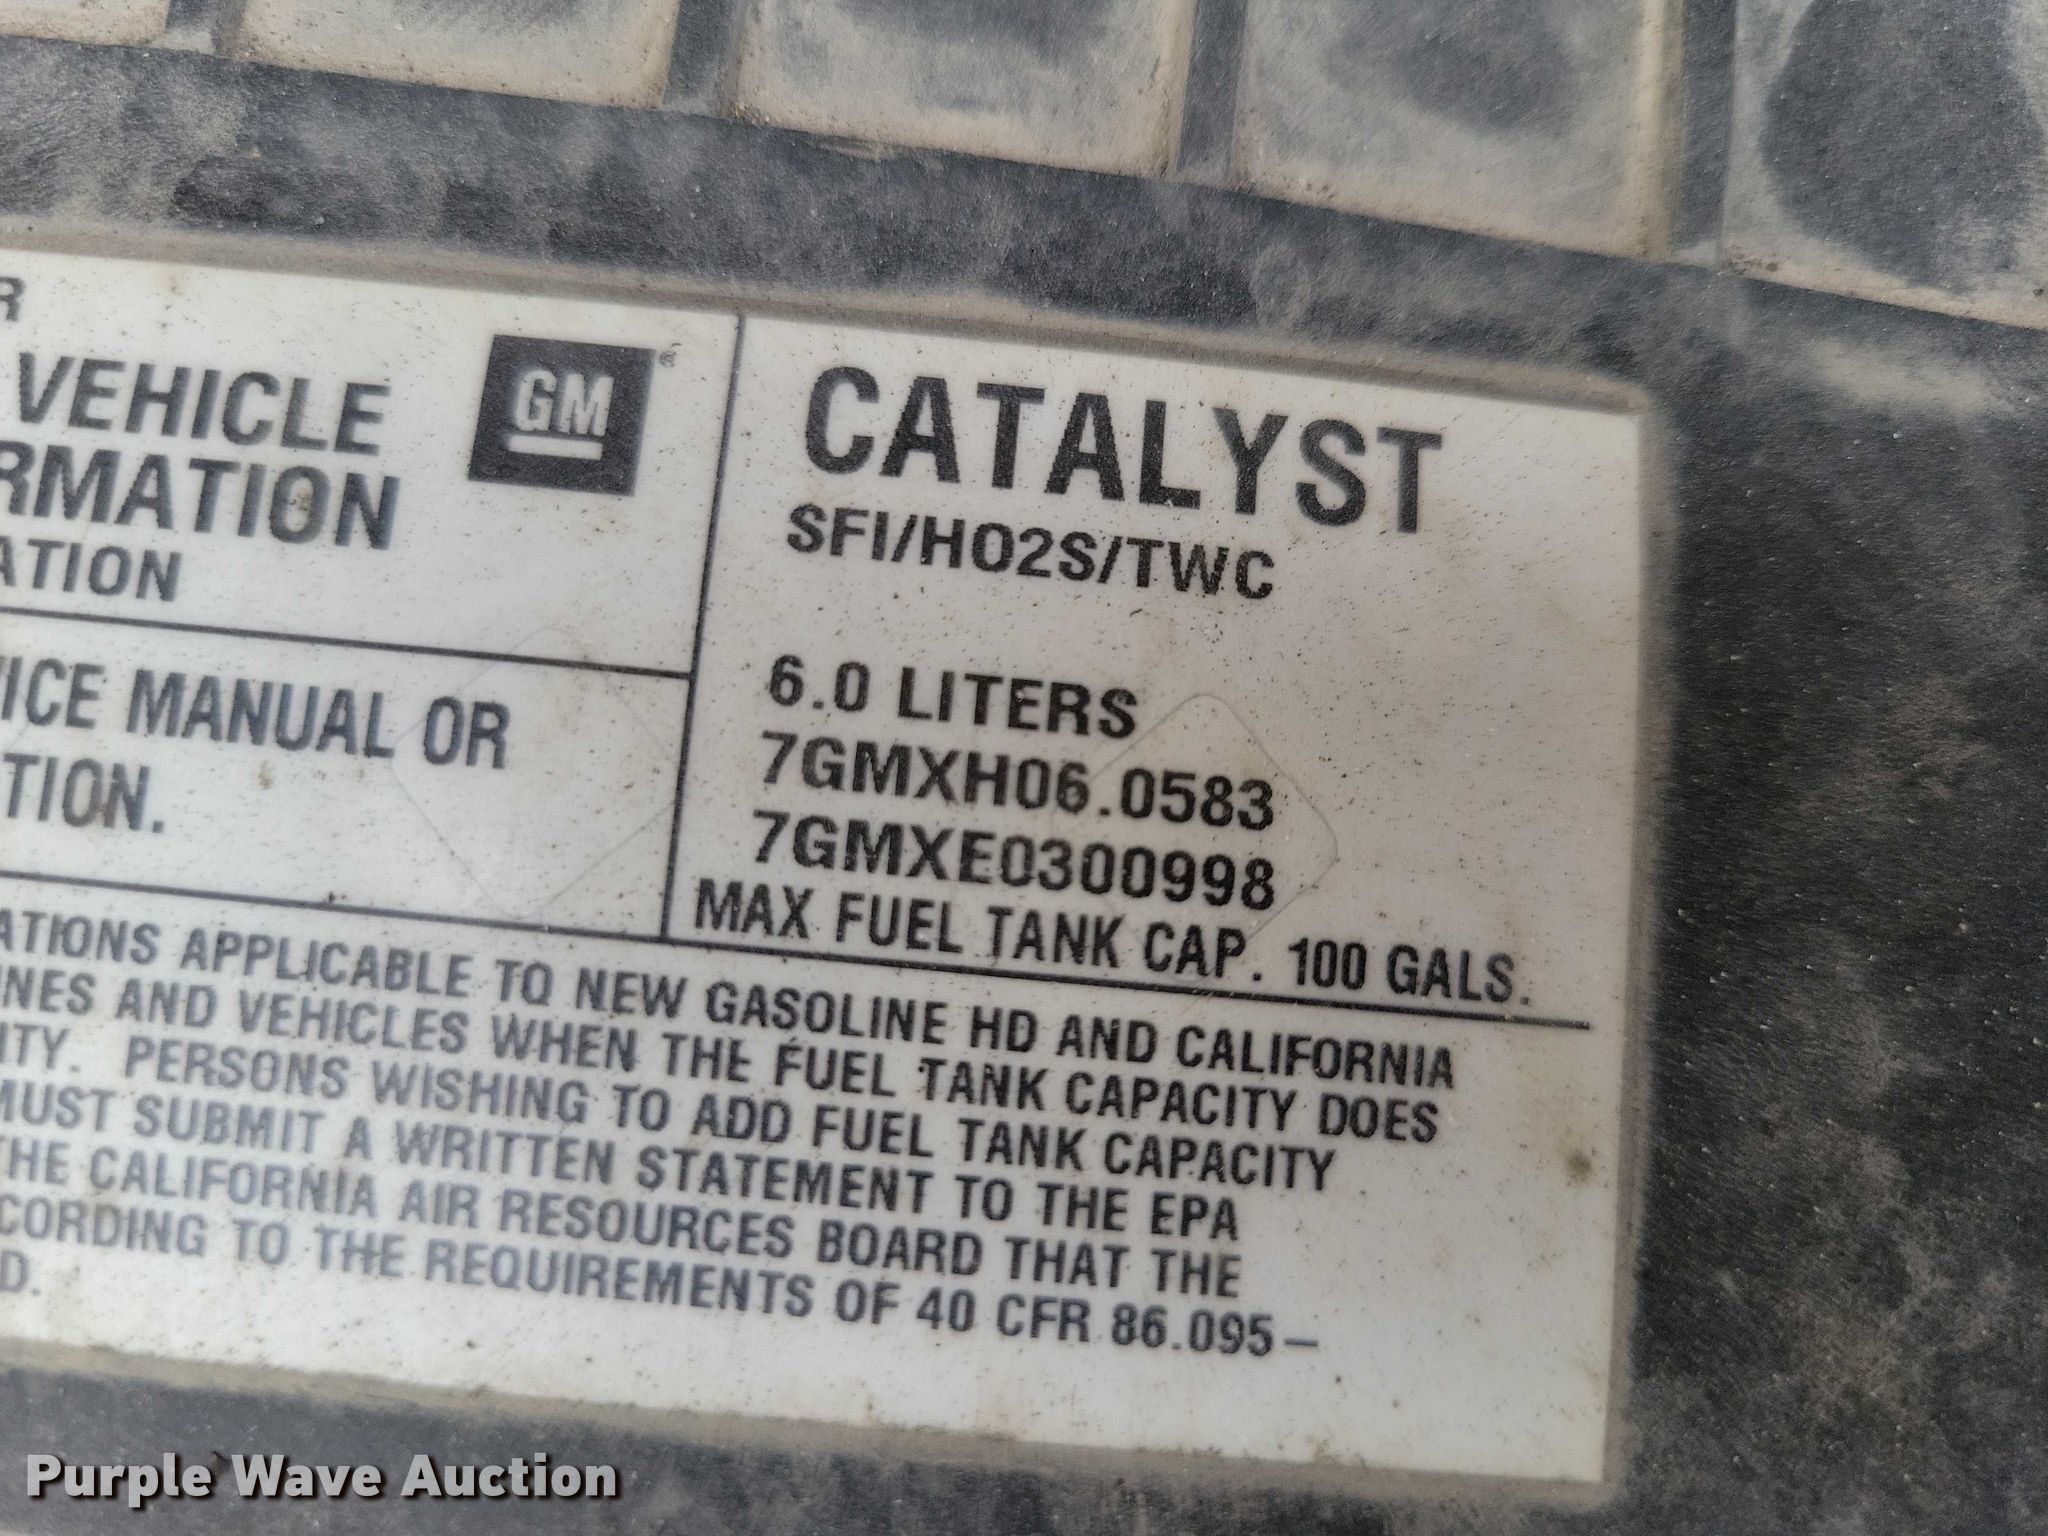 R
VEHICLE
GM
®
RMATION
ATION
VICE MANUAL OR
TION.
CATALYST
SFI/HO2S/TWC
6.0 LITERS
7GMXH06.0583
7GMXE0300998
MAX FUEL TANK CAP. 100 GALS.
ATIONS APPLICABLE TO NEW GASOLINE HD AND CALIFORNIA
INES AND VEHICLES WHEN THE FUEL TANK CAPACITY DOES
ITY. PERSONS WISHING TO ADD FUEL TANK CAPACITY
MUST SUBMIT A WRITTEN STATEMENT TO THE EPA
THE CALIFORNIA AIR RESOURCES BOARD THAT THE
CORDING TO THE REQUIREMENTS OF 40 CFR 86.095–
D.
Purple Wave Auction